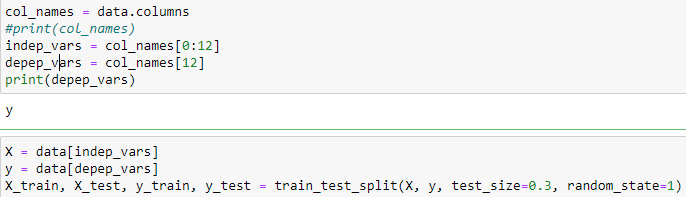 col_names = data.columns
#print(col_names)
indep_vars = col_names[0:12]
depep_vars = col_names[12]
print(depep_vars)
y
X = data[indep_vars]
y = data[depep_vars]
X_train, X_test, y_train, y_test = train_test_split(X, y, test_size=0.3, random_state=1)